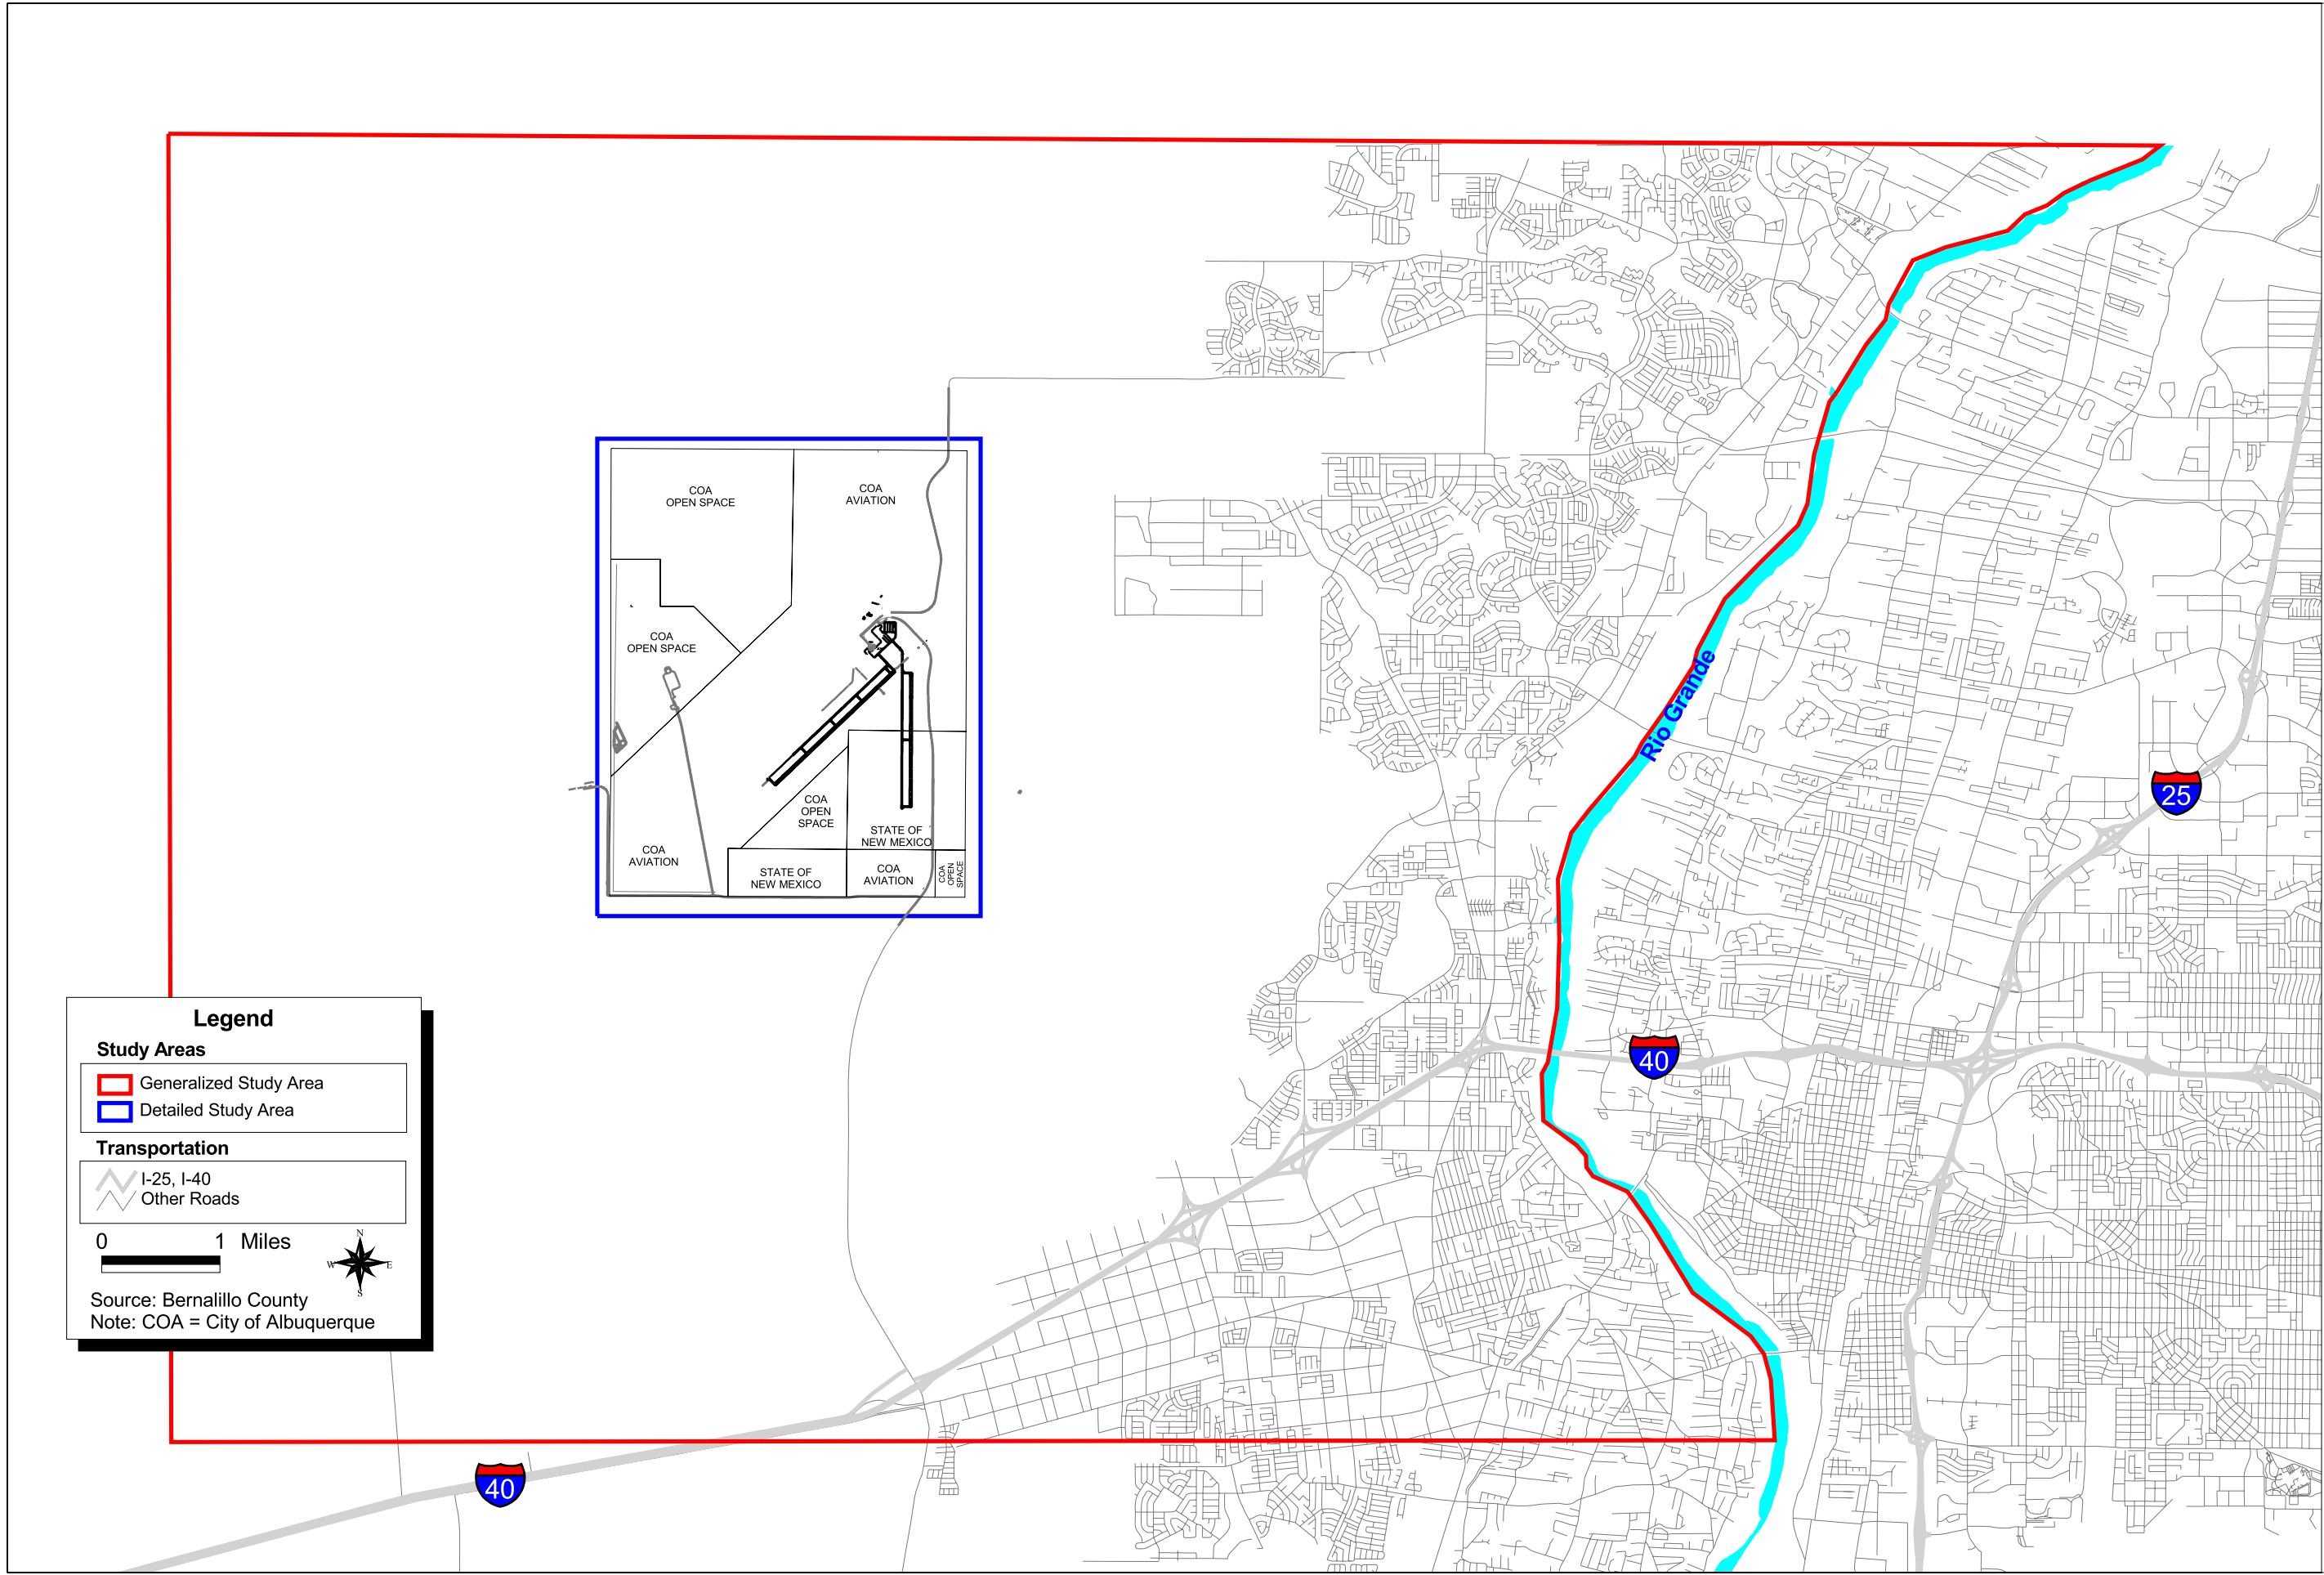 COA
OPEN SPACE
COA
AVIATION
COA
OPEN SPACE
COA
OPEN
SPACE
STATE OF
NEW MEXICO
COA
AVIATION
STATE OF
NEW MEXICO
COA
AVIATION
COA
OPEN
SPACE
Rio Grande
25
40
40
Legend
Study Areas
Generalized Study Area
Detailed Study Area
Transportation
I-25, I-40
Other Roads
0 1 Miles
N
W E
S
Source: Bernalillo County
Note: COA = City of Albuquerque